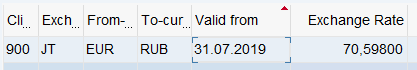 Cli... Exch... From-... To-cur... Valid from Exchange Rate
900 JT EUR RUB 31.07.2019 70,59800